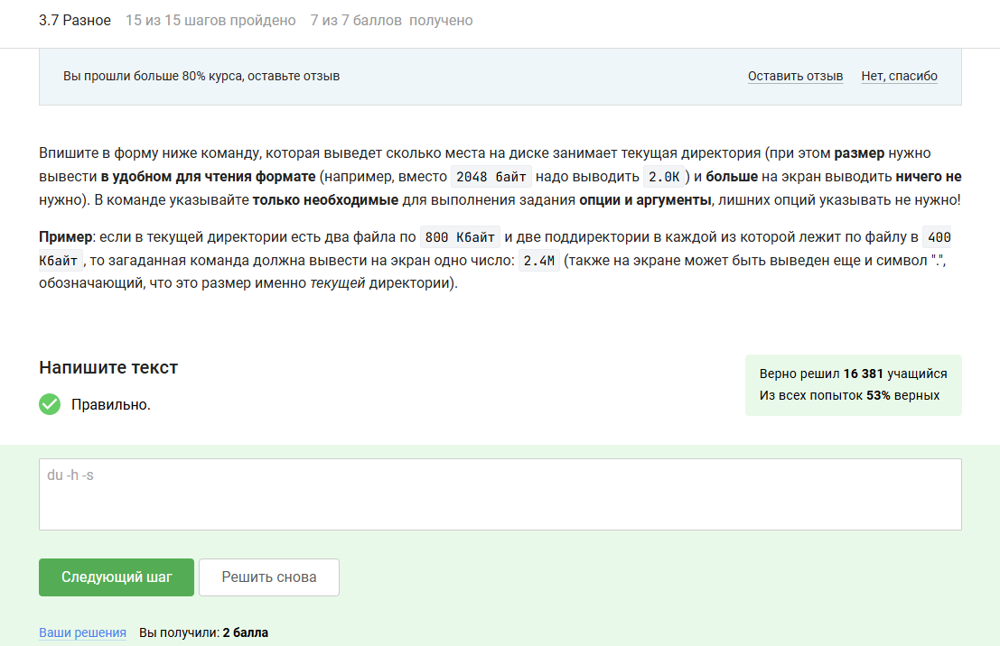 3.7 Разное 15 из 15 шагов пройдено 7 из 7 баллов получено
Вы прошли больше 80% курса, оставьте отзыв Оставить отзыв Нет, спасибо
Впишите в форму ниже команду, которая выведет сколько места на диске занимает текущая директория (при этом размер нужно
вывести в удобном для чтения формате (например, вместо 2048 байт надо выводить 2.0K ) и больше на экран выводить ничего не
нужно). В команде указывайте только необходимые для выполнения задания опции и аргументы, лишних опций указывать не нужно!
Пример: если в текущей директории есть два файла по 800 Кбайт и две поддиректории в каждой из которой лежит по файлу в 400
Кбайт , то загаданная команда должна вывести на экран одно число: 2.4M (также на экране может быть выведен еще и символ ".",
обозначающий, что это размер именно текущей директории).
Напишите текст
Верно решил 16 381 учащийся
Из всех попыток 53% верных
Правильно.
du -h -s
Следующий шаг Решить снова
Ваши решения Вы получили: 2 балла